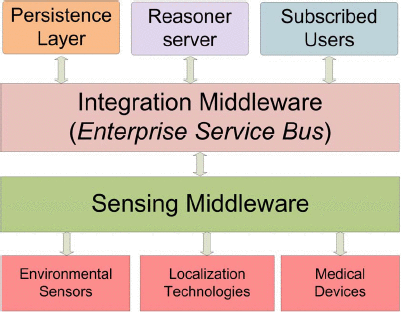 Persistence
Layer
Reasoner
server
Subscribed
Users
Integration Middleware
(Enterprise Service Bus)
Sensing Middleware
Environmental
Sensors
Localization
Technologies
Medical
Devices